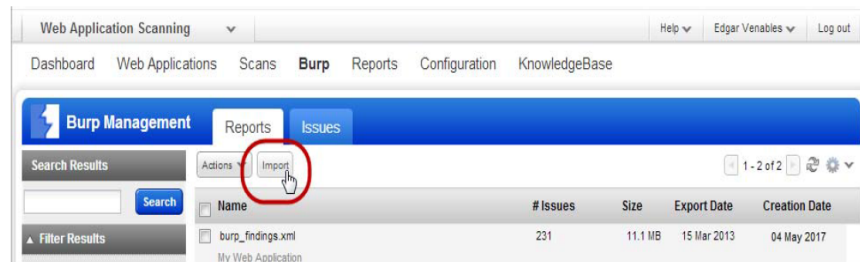 Web Application Scanning Help Edgar Venables Log out
Dashboard Web Applications Scans Burp Reports Configuration KnowledgeBase
Burp Management Reports Issues
Search Results Actions Import 1 - 2 of 2
Search Name # Issues Size Export Date Creation Date
Filter Results burp_findings.xml 231 11.1 MB 15 Mar 2013 04 May 2017
My Web Application